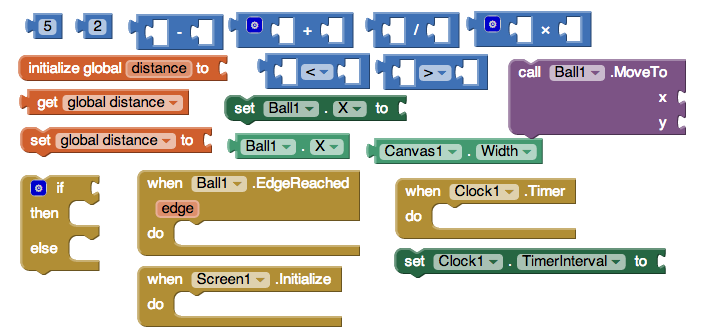 5 2 - + / ×
initialize global distance to < >
call Ball1 .MoveTo
x
y
get global distance
set Ball1 . X to
set global distance to
Ball1 . X
Canvas1 . Width
if
then
else
when Ball1 .EdgeReached
edge
do
when Clock1 .Timer
do
set Clock1 . TimerInterval to
when Screen1 .Initialize
do